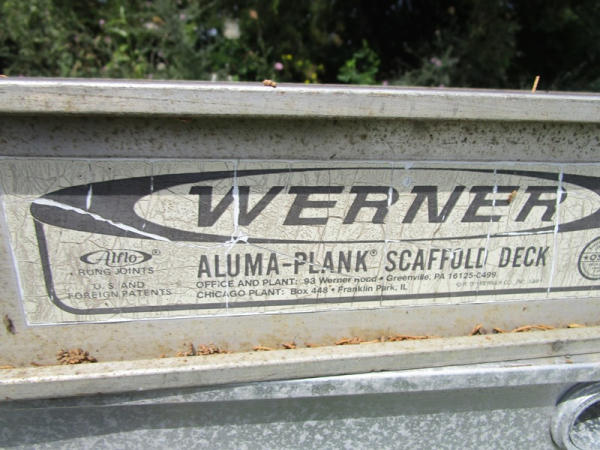 WERNER
Alflo®
RUNG JOINTS
U.S. AND
FOREIGN PATENTS
ALUMA-PLANK® SCAFFOLD DECK
OFFICE AND PLANT: 93 Werner Road • Greenville, PA 16125-0499
CHICAGO PLANT: Box 448 • Franklin Park, IL